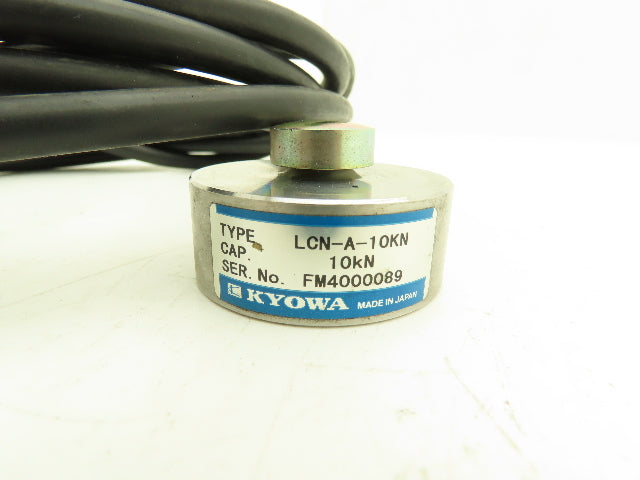 TYPE LCN-A-10KN
CAP. 10kN
SER. No. FM4000089
KYOWA MADE IN JAPAN